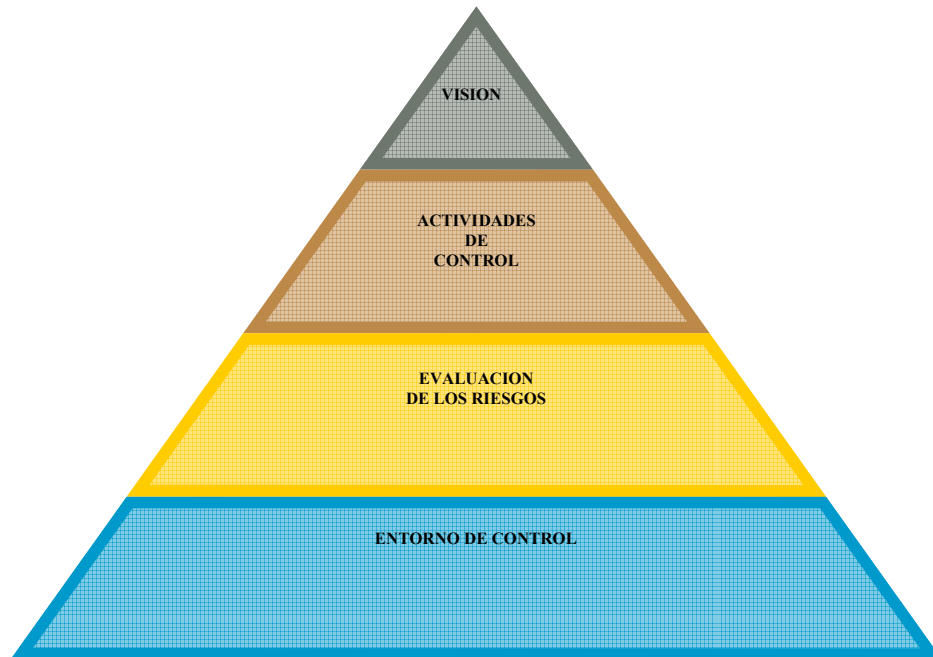 VISION
ACTIVIDADES
DE
CONTROL
EVALUACION
DE LOS RIESGOS
ENTORNO DE CONTROL